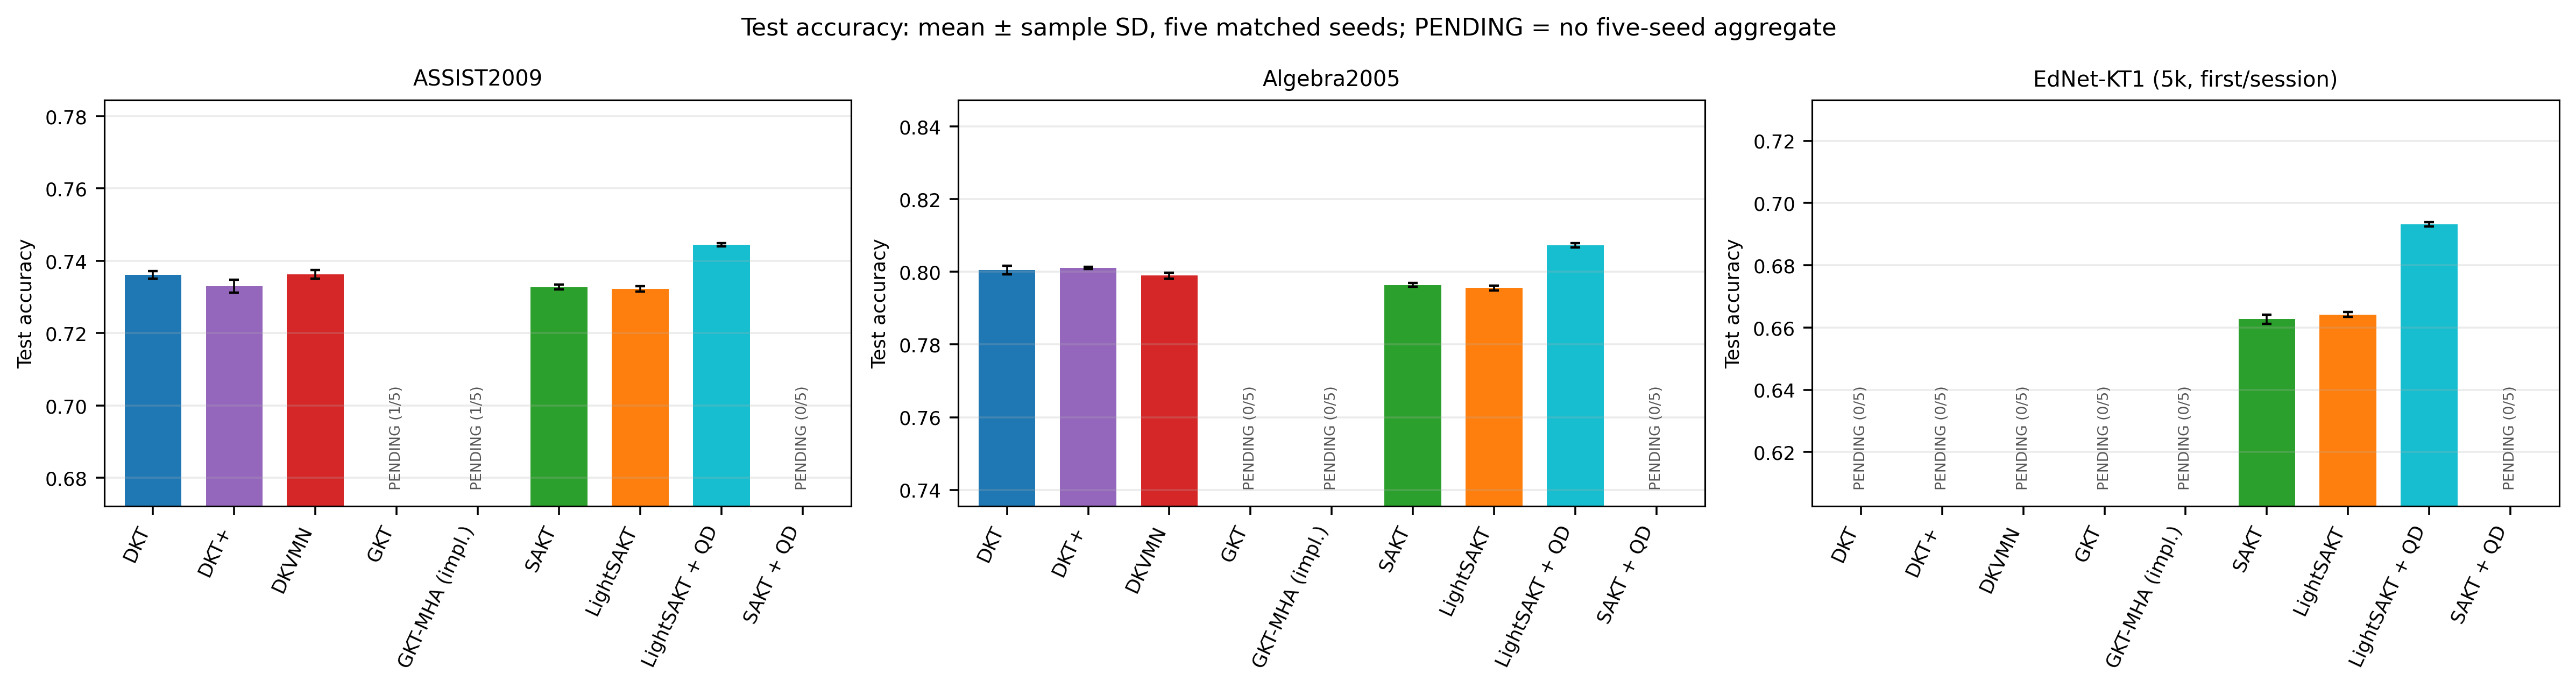 Test accuracy: mean ± sample SD, five matched seeds; PENDING = no five-seed aggregate
ASSIST2009
Test accuracy
0.78
0.76
0.74
0.72
0.70
0.68
PENDING (1/5)
PENDING (1/5)
PENDING (0/5)
DKT
DKT+
DKVMN
GKT
GKT-MHA (impl.)
SAKT
LightSAKT
LightSAKT + QD
SAKT + QD
Algebra2005
Test accuracy
0.84
0.82
0.80
0.78
0.76
0.74
PENDING (0/5)
PENDING (0/5)
PENDING (0/5)
DKT
DKT+
DKVMN
GKT
GKT-MHA (impl.)
SAKT
LightSAKT
LightSAKT + QD
SAKT + QD
EdNet-KT1 (5k, first/session)
Test accuracy
0.72
0.70
0.68
0.66
0.64
0.62
PENDING (0/5)
PENDING (0/5)
PENDING (0/5)
PENDING (0/5)
PENDING (0/5)
PENDING (0/5)
DKT
DKT+
DKVMN
GKT
GKT-MHA (impl.)
SAKT
LightSAKT
LightSAKT + QD
SAKT + QD